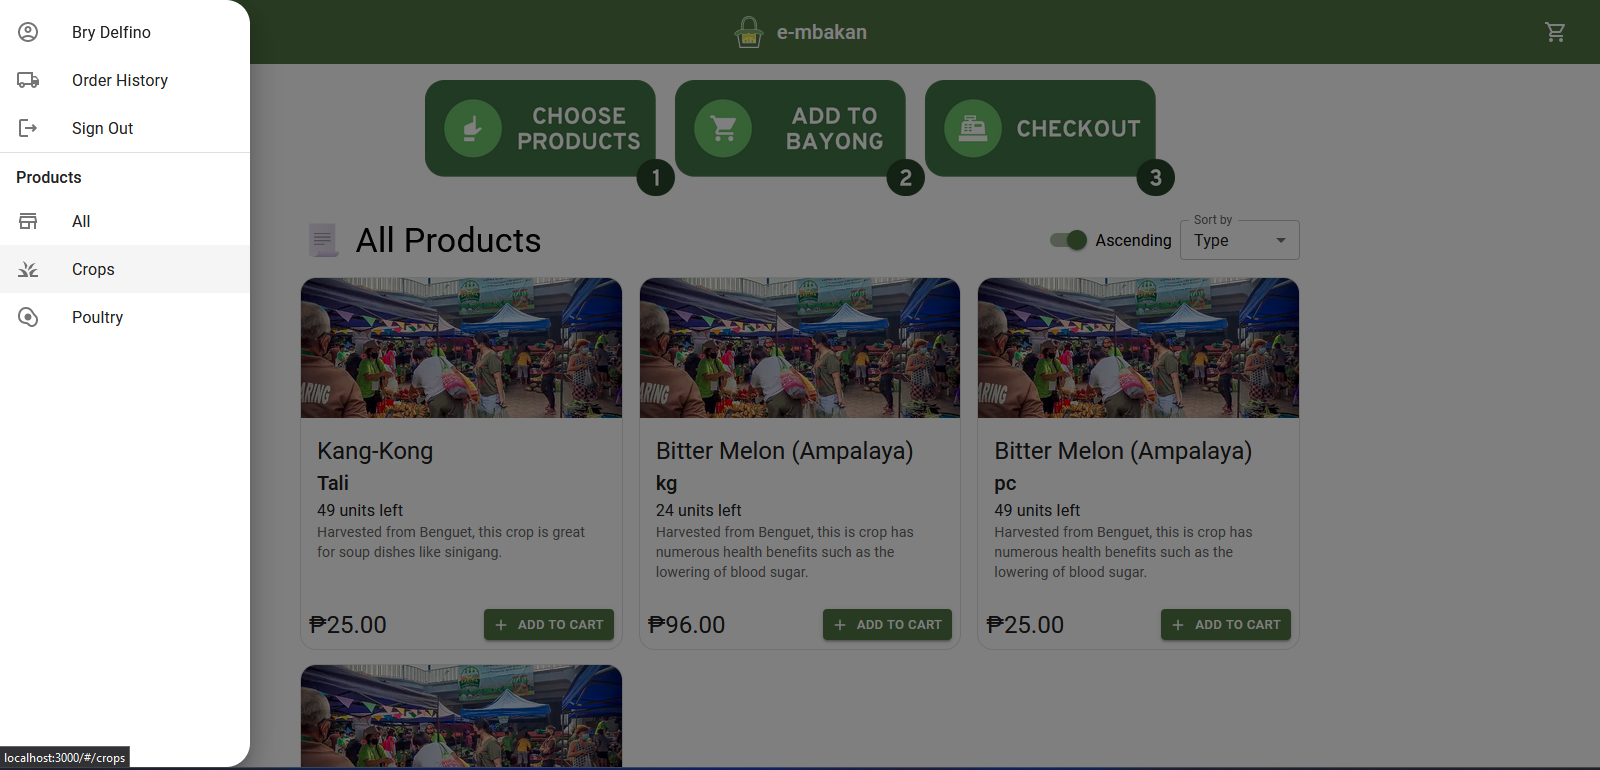 Bry Delfino
Order History
Sign Out
Products
All
Crops
Poultry
e-mbakan
CHOOSE
PRODUCTS
1
ADD TO
BAYONG
2
CHECKOUT
3
All Products
Ascending
Sort by
Type
ARING
ARING
ARING
Kang-Kong
Tali
49 units left
Harvested from Benguet, this crop is great
for soup dishes like sinigang.
₱25.00
ADD TO CART
Bitter Melon (Ampalaya)
kg
24 units left
Harvested from Benguet, this is crop has
numerous health benefits such as the
lowering of blood sugar.
₱96.00
ADD TO CART
Bitter Melon (Ampalaya)
pc
49 units left
Harvested from Benguet, this is crop has
numerous health benefits such as the
lowering of blood sugar.
₱25.00
ADD TO CART
localhost:3000/#/crops